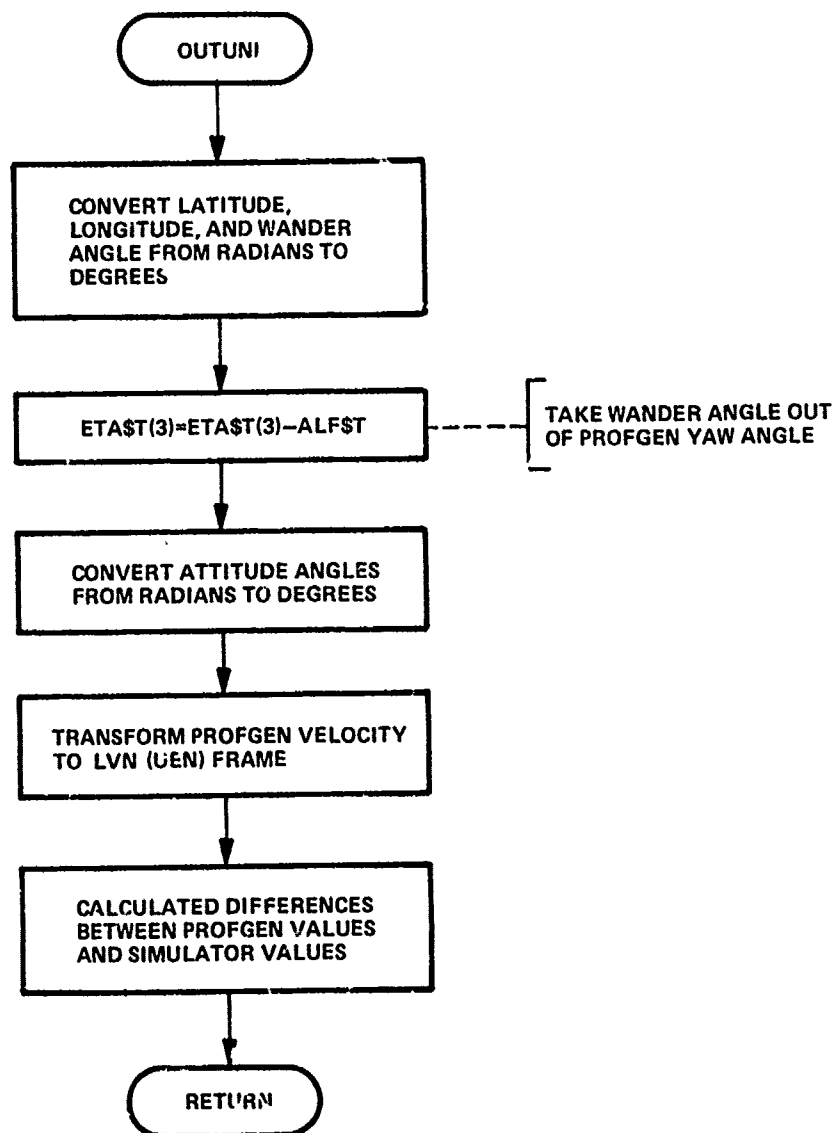 OUTUNI
CONVERT LATITUDE,
LONGITUDE, AND WANDER
ANGLE FROM RADIANS TO
DEGREES
ETA$T(3)=ETA$T(3)–ALF$T
TAKE WANDER ANGLE OUT
OF PROFGEN YAW ANGLE
CONVERT ATTITUDE ANGLES
FROM RADIANS TO DEGREES
TRANSFORM PROFGEN VELOCITY
TO LVN (UEN) FRAME
CALCULATED DIFFERENCES
BETWEEN PROFGEN VALUES
AND SIMULATOR VALUES
RETURN